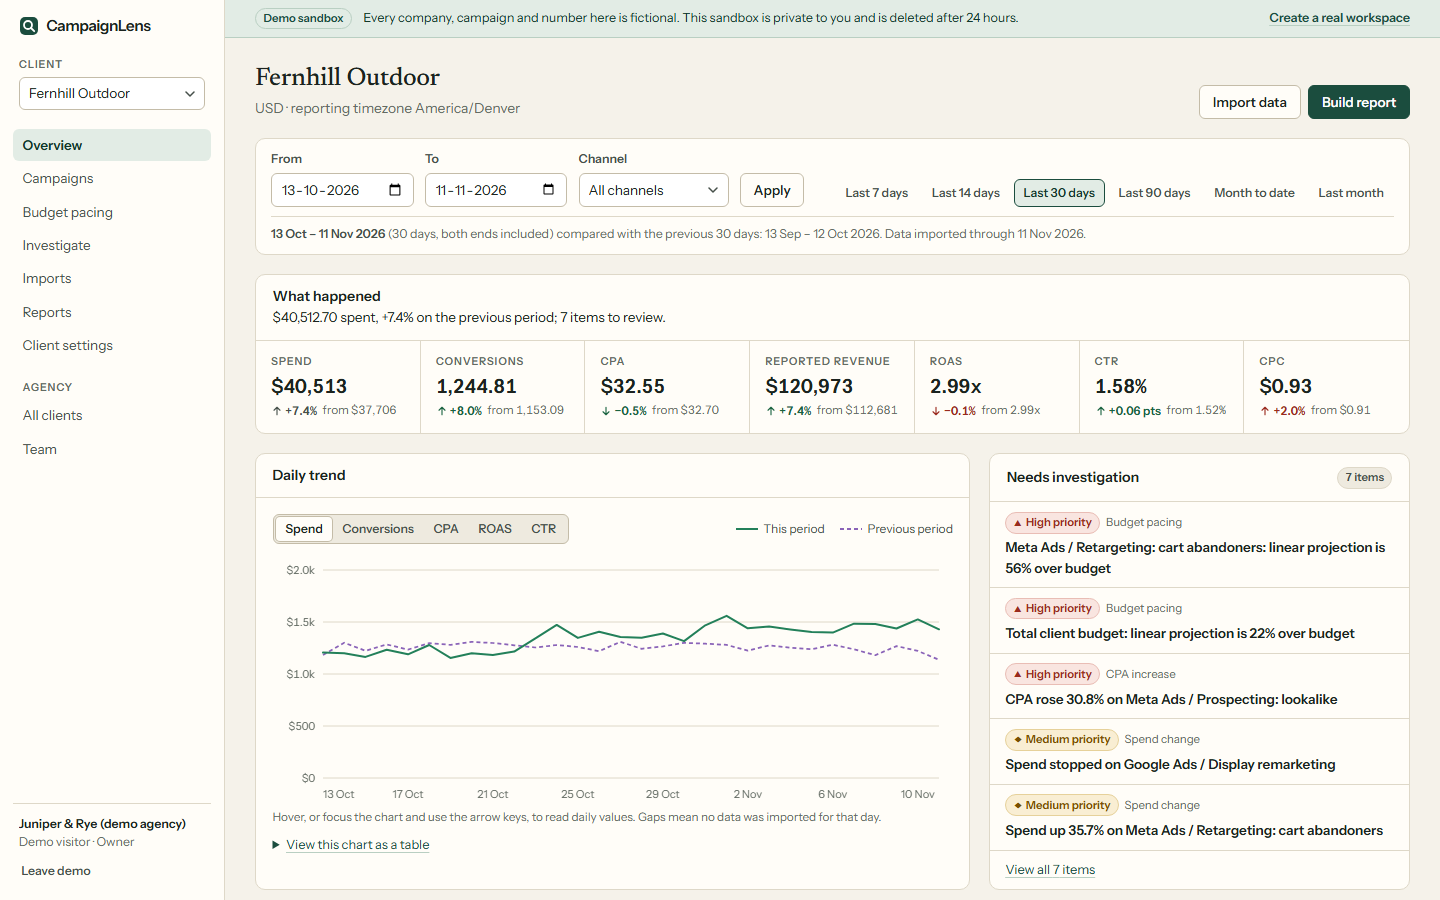 CampaignLens
CLIENT
Fernhill Outdoor
Overview
Campaigns
Budget pacing
Investigate
Imports
Reports
Client settings
AGENCY
All clients
Team
Juniper & Rye (demo agency)
Demo visitor · Owner
Leave demo
Demo sandbox Every company, campaign and number here is fictional. This sandbox is private to you and is deleted after 24 hours. Create a real workspace
Fernhill Outdoor
USD · reporting timezone America/Denver
Import data Build report
From To Channel
13-10-2026 11-11-2026 All channels Apply Last 7 days Last 14 days Last 30 days Last 90 days Month to date Last month
13 Oct – 11 Nov 2026 (30 days, both ends included) compared with the previous 30 days: 13 Sep – 12 Oct 2026. Data imported through 11 Nov 2026.
What happened
$40,512.70 spent, +7.4% on the previous period; 7 items to review.
SPEND CONVERSIONS CPA REPORTED REVENUE ROAS CTR CPC
$40,513 1,244.81 $32.55 $120,973 2.99x 1.58% $0.93
↑ +7.4% from $37,706 ↑ +8.0% from 1,153.09 ↓ −0.5% from $32.70 ↑ +7.4% from $112,681 ↓ −0.1% from 2.99x ↑ +0.06 pts from 1.52% ↑ +2.0% from $0.91
Daily trend
Spend Conversions CPA ROAS CTR This period Previous period
$2.0k
$1.5k
$1.0k
$500
$0
13 Oct 17 Oct 21 Oct 25 Oct 29 Oct 2 Nov 6 Nov 10 Nov
Hover, or focus the chart and use the arrow keys, to read daily values. Gaps mean no data was imported for that day.
▶ View this chart as a table
Needs investigation 7 items
▲ High priority Budget pacing
Meta Ads / Retargeting: cart abandoners: linear projection is
56% over budget
▲ High priority Budget pacing
Total client budget: linear projection is 22% over budget
▲ High priority CPA increase
CPA rose 30.8% on Meta Ads / Prospecting: lookalike
◆ Medium priority Spend change
Spend stopped on Google Ads / Display remarketing
◆ Medium priority Spend change
Spend up 35.7% on Meta Ads / Retargeting: cart abandoners
View all 7 items